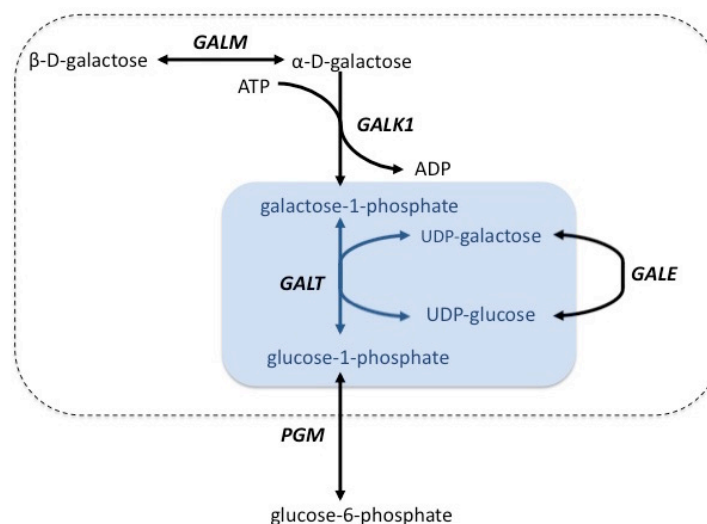 GALM
β-D-galactose
α-D-galactose
ATP
GALK1
ADP
galactose-1-phosphate
UDP-galactose
GALT
GALE
UDP-glucose
glucose-1-phosphate
PGM
glucose-6-phosphate